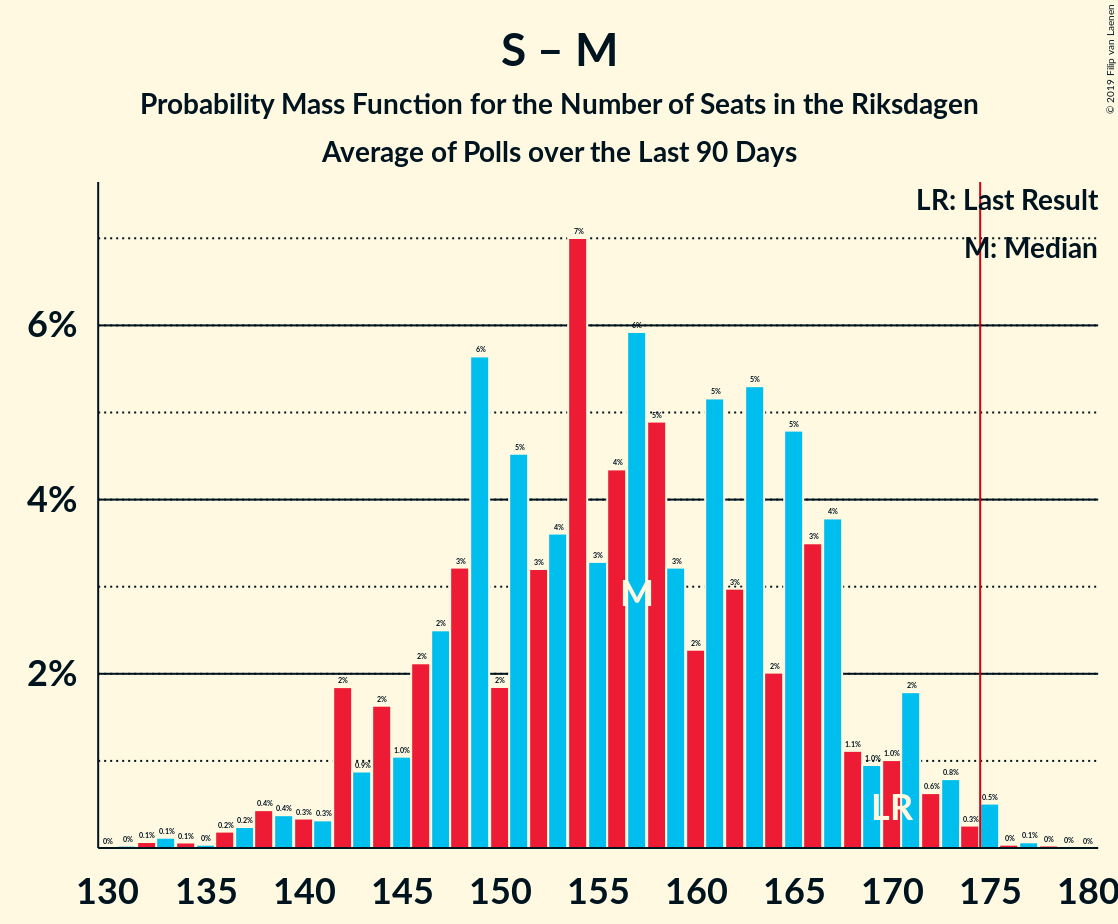 S – M
Probability Mass Function for the Number of Seats in the Riksdagen
Average of Polls over the Last 90 Days
© 2019 Filip van Laenen
LR: Last Result
M: Median
6%
4%
2%
0% 0% 0.1% 0.1% 0.1% 0% 0.2% 0.2% 0.4% 0.4% 0.3% 0.3% 2% 0.9% 2% 1.0% 2% 2% 3% 6% 2% 5% 3% 4% 7% 3% 4% 6% 5% 3% 2% 5% 3% 5% 2% 5% 3% 4% 1.1% 1.0% 1.0% 2% 0.6% 0.8% 0.3% 0.5% 0% 0.1% 0% 0% 0%
M
LR
130 135 140 145 150 155 160 165 170 175 180